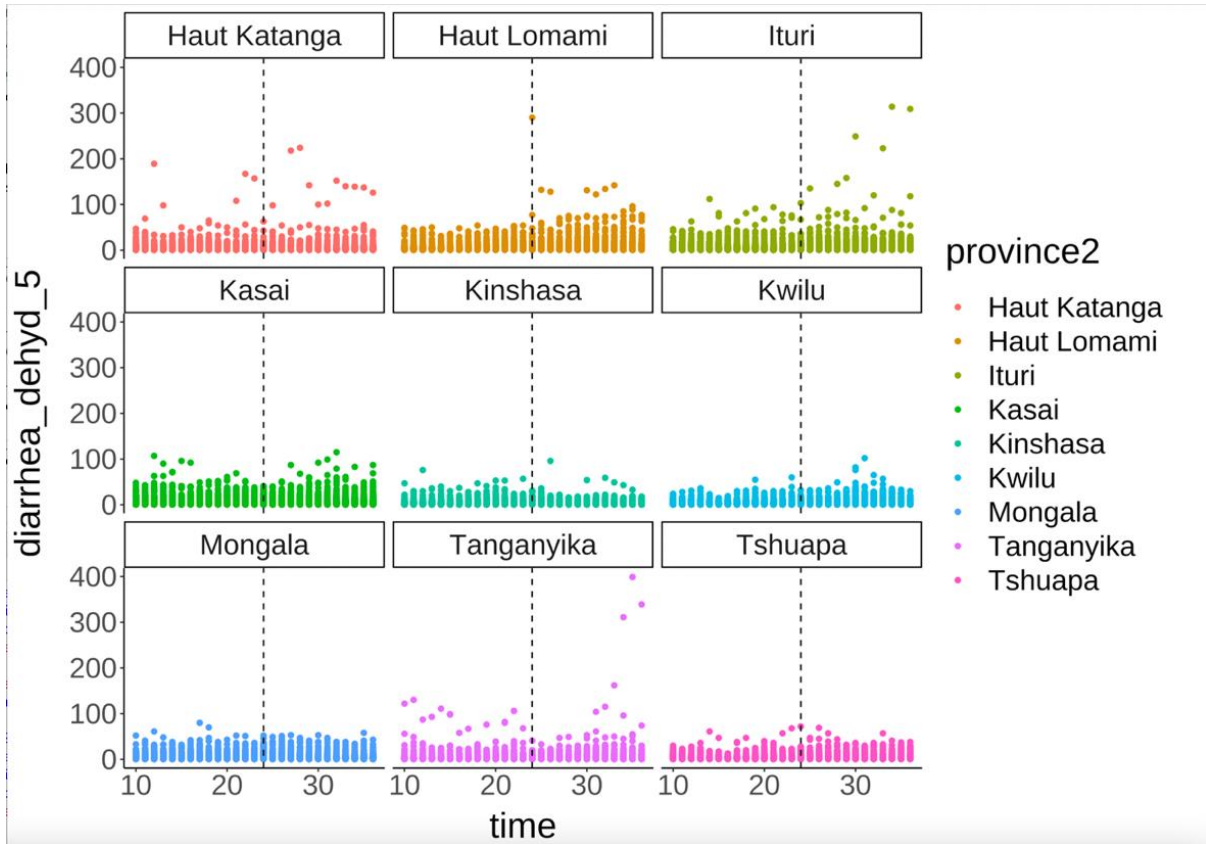 Haut Katanga Haut Lomami Ituri
400
300
200
100
0
Kasai Kinshasa Kwilu
400
300
200
100
0
Mongala Tanganyika Tshuapa
400
300
200
100
0
10 20 30 10 20 30 10 20 30
time
diarrhea_dehyd_5
province2
Haut Katanga
Haut Lomami
Ituri
Kasai
Kinshasa
Kwilu
Mongala
Tanganyika
Tshuapa